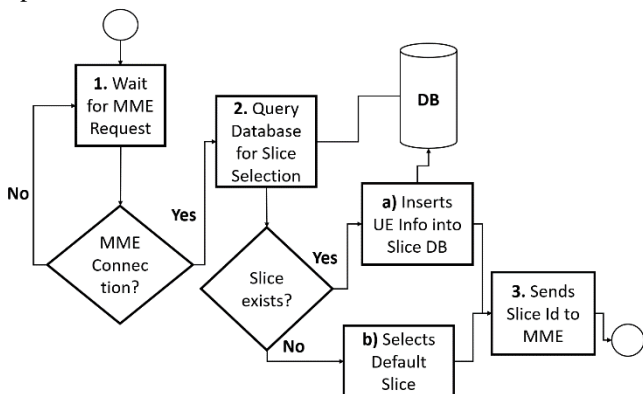 1. Wait
for MME
Request
No
MME
Connec
tion?
Yes
2. Query
Database
for Slice
Selection
DB
Slice
exists?
Yes
a) Inserts
UE Info into
Slice DB
No
b) Selects
Default
Slice
3. Sends
Slice Id to
MME